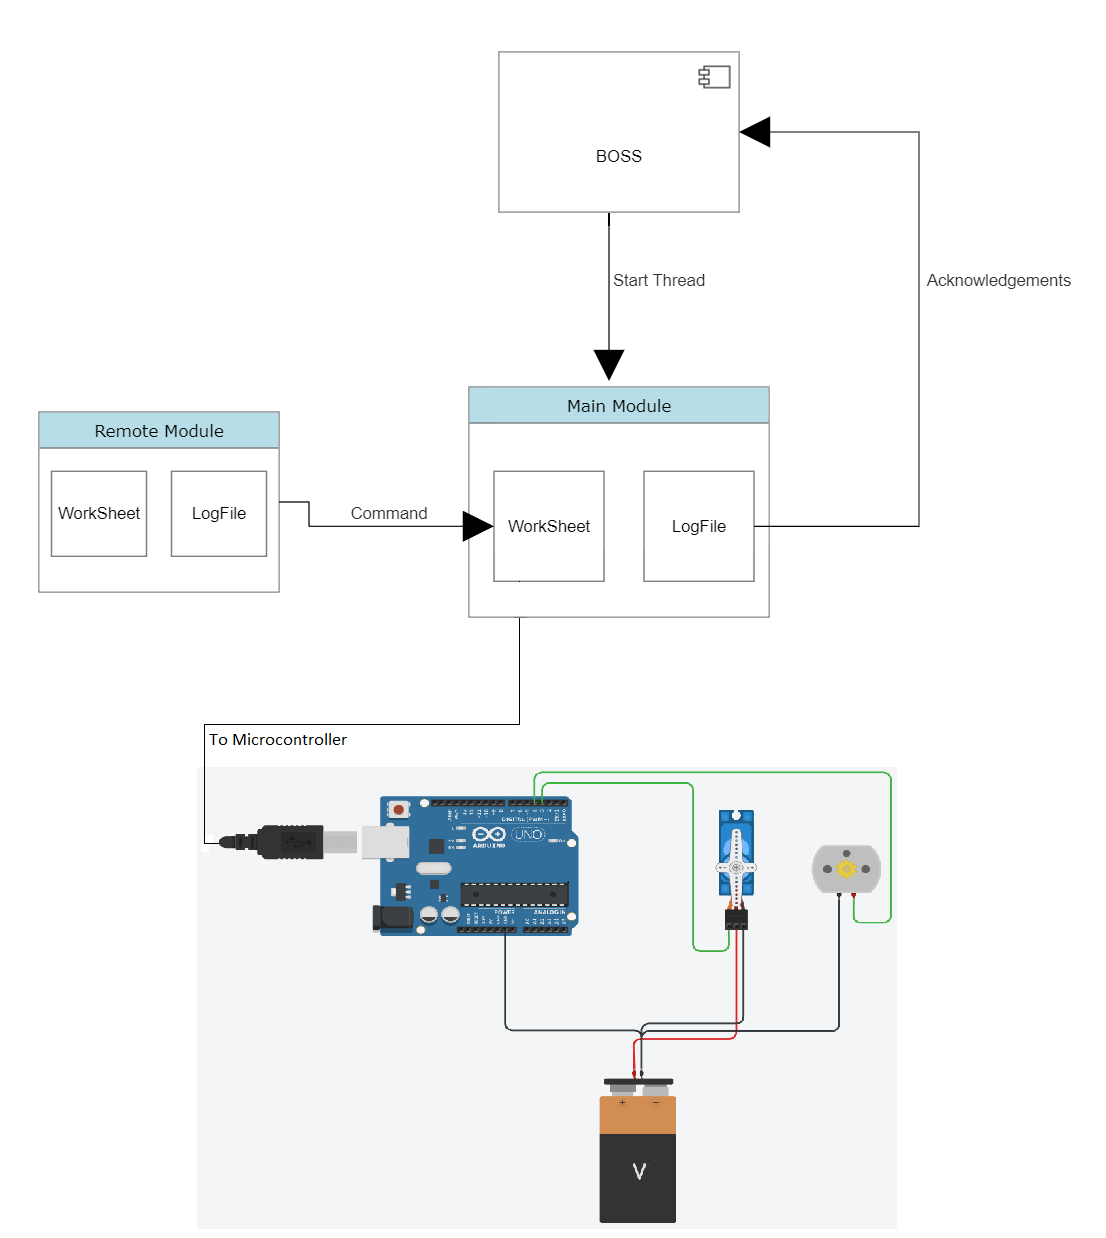 BOSS
Start Thread
Acknowledgements
Main Module
Remote Module
WorkSheet
LogFile
Command
WorkSheet
LogFile
To Microcontroller
DIGITAL (PWM~)
UNO
ARDUINO
POWER
ANALOG IN
+
−
V